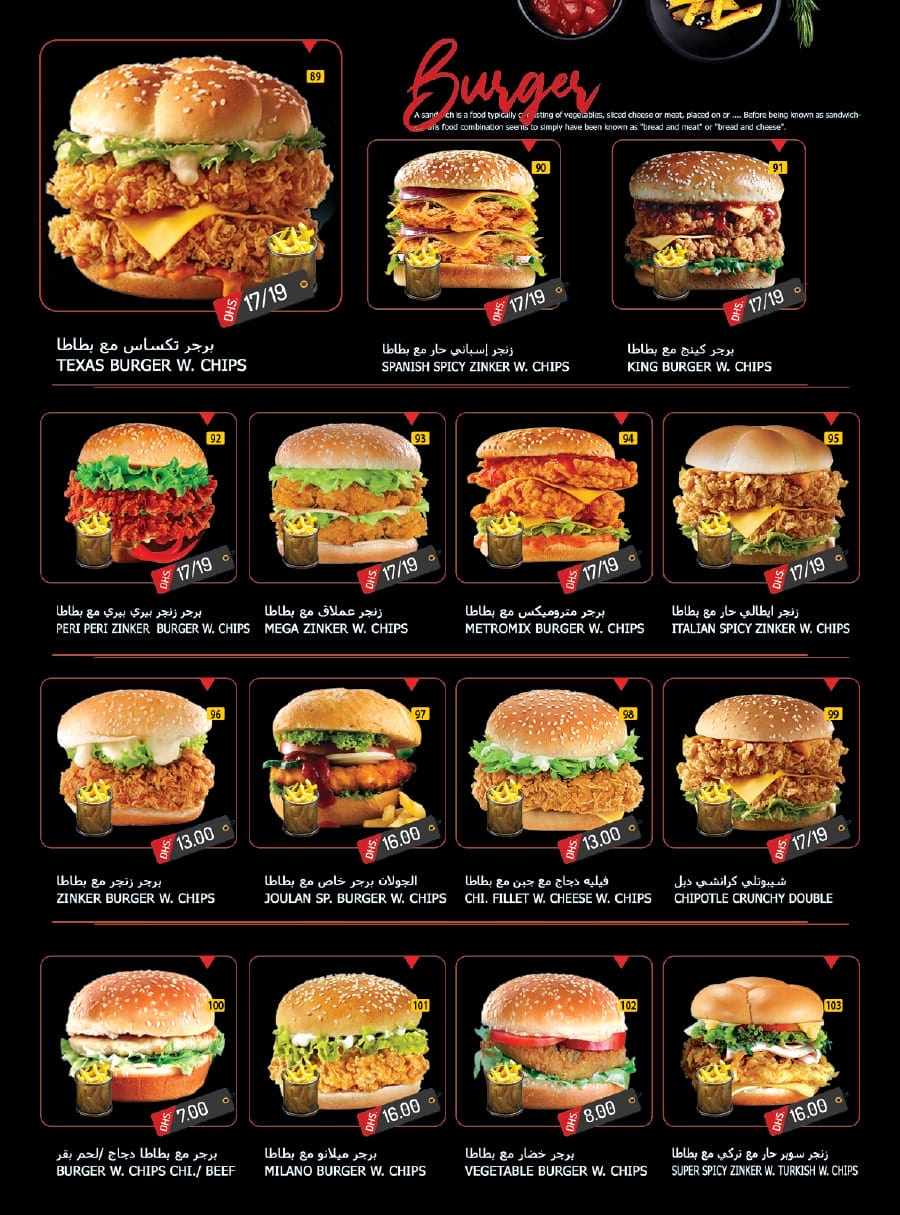 Burger
A sandwich is a food typically consisting of vegetables, sliced cheese or meat, placed on or .... Before being known as sandwich-
this food combination seems to simply have been known as "bread and meat" or "bread and cheese".
89
DHS. 17/19
برجر تكساس مع بطاطا
TEXAS BURGER W. CHIPS
90
DHS. 17/19
زنجر إسباني حار مع بطاطا
SPANISH SPICY ZINKER W. CHIPS
91
DHS. 17/19
برجر كينج مع بطاطا
KING BURGER W. CHIPS
92
DHS. 17/19
برجر زنجر بيري بيري مع بطاطا
PERI PERI ZINKER BURGER W. CHIPS
93
DHS. 17/19
زنجر عملاق مع بطاطا
MEGA ZINKER W. CHIPS
94
DHS. 17/19
برجر متروميكس مع بطاطا
METROMIX BURGER W. CHIPS
95
DHS. 17/19
زنجر ايطالي حار مع بطاطا
ITALIAN SPICY ZINKER W. CHIPS
96
DHS. 13.00
برجر زنجر مع بطاطا
ZINKER BURGER W. CHIPS
97
DHS. 16.00
الجولان برجر خاص مع بطاطا
JOULAN SP. BURGER W. CHIPS
98
DHS. 13.00
فيليه دجاج مع جبن مع بطاطا
CHI. FILLET W. CHEESE W. CHIPS
99
DHS. 17/19
شيبوتلي كرانشي دبل
CHIPOTLE CRUNCHY DOUBLE
100
DHS. 7.00
برجر مع بطاطا دجاج /لحم بقر
BURGER W. CHIPS CHI./ BEEF
101
DHS. 16.00
برجر ميلانو مع بطاطا
MILANO BURGER W. CHIPS
102
DHS. 8.00
برجر خضار مع بطاطا
VEGETABLE BURGER W. CHIPS
103
DHS. 16.00
زنجر سوبر حار مع تركي مع بطاطا
SUPER SPICY ZINKER W. TURKISH W. CHIPS